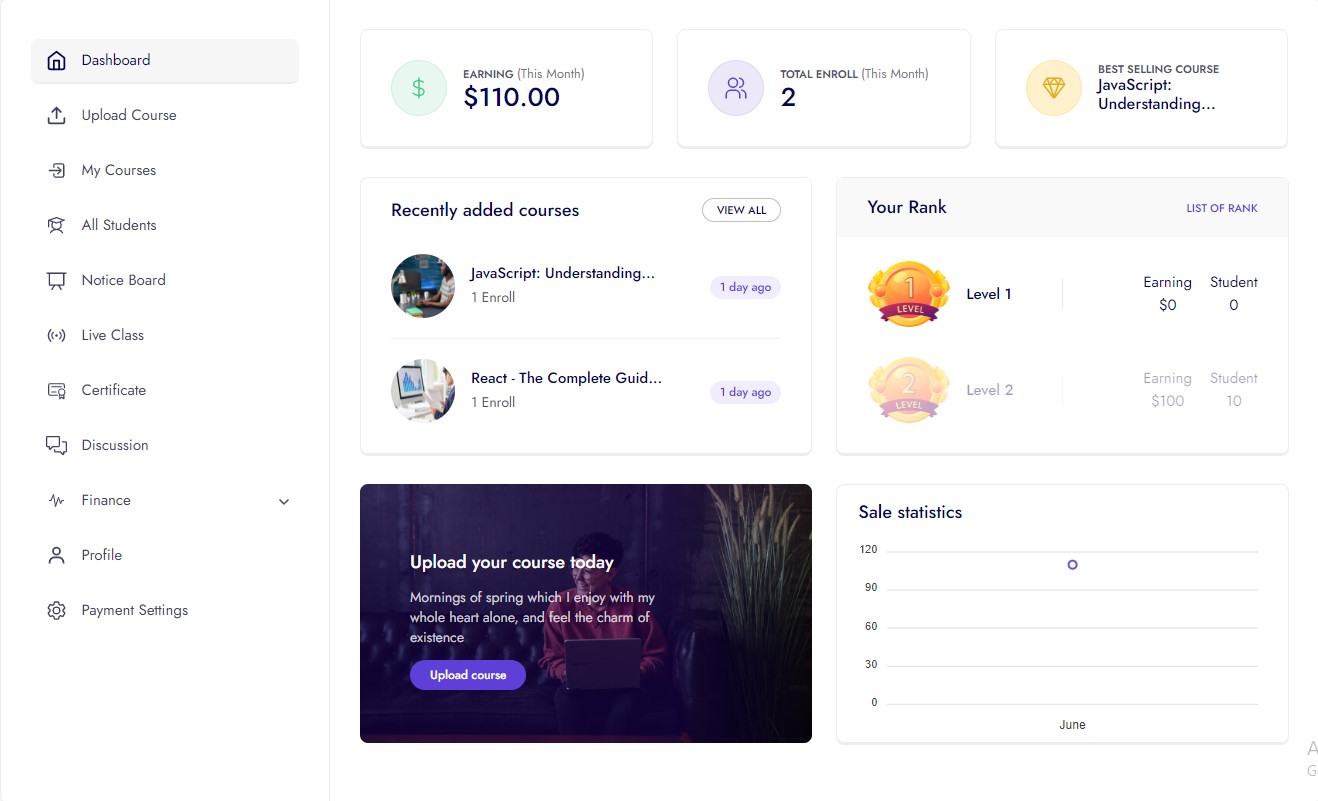 Dashboard
Upload Course
My Courses
All Students
Notice Board
Live Class
Certificate
Discussion
Finance
Profile
Payment Settings
EARNING (This Month)
$110.00
TOTAL ENROLL (This Month)
2
BEST SELLING COURSE
JavaScript:
Understanding...
Recently added courses
VIEW ALL
JavaScript: Understanding...
1 Enroll
1 day ago
React - The Complete Guid...
1 Enroll
1 day ago
Your Rank
LIST OF RANK
1
LEVEL
Level 1
Earning Student
$0 0
2
LEVEL
Level 2
Earning Student
$100 10
Upload your course today
Mornings of spring which I enjoy with my
whole heart alone, and feel the charm of
existence
Upload course
Sale statistics
120
90
60
30
0
June
A
G